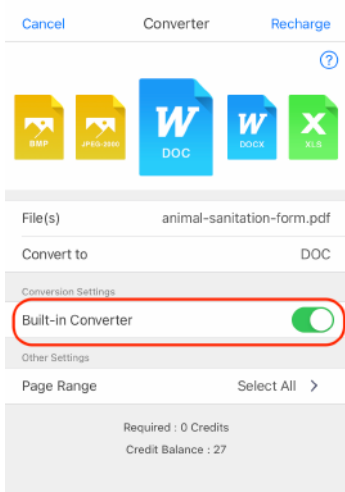 Cancel Converter Recharge
?
W W X
BMP JPEG-2000 DOC DOCX XLS
File(s) animal-sanitation-form.pdf
Convert to DOC
Conversion Settings
Built-in Converter
Other Settings
Page Range Select All >
Required : 0 Credits
Credit Balance : 27